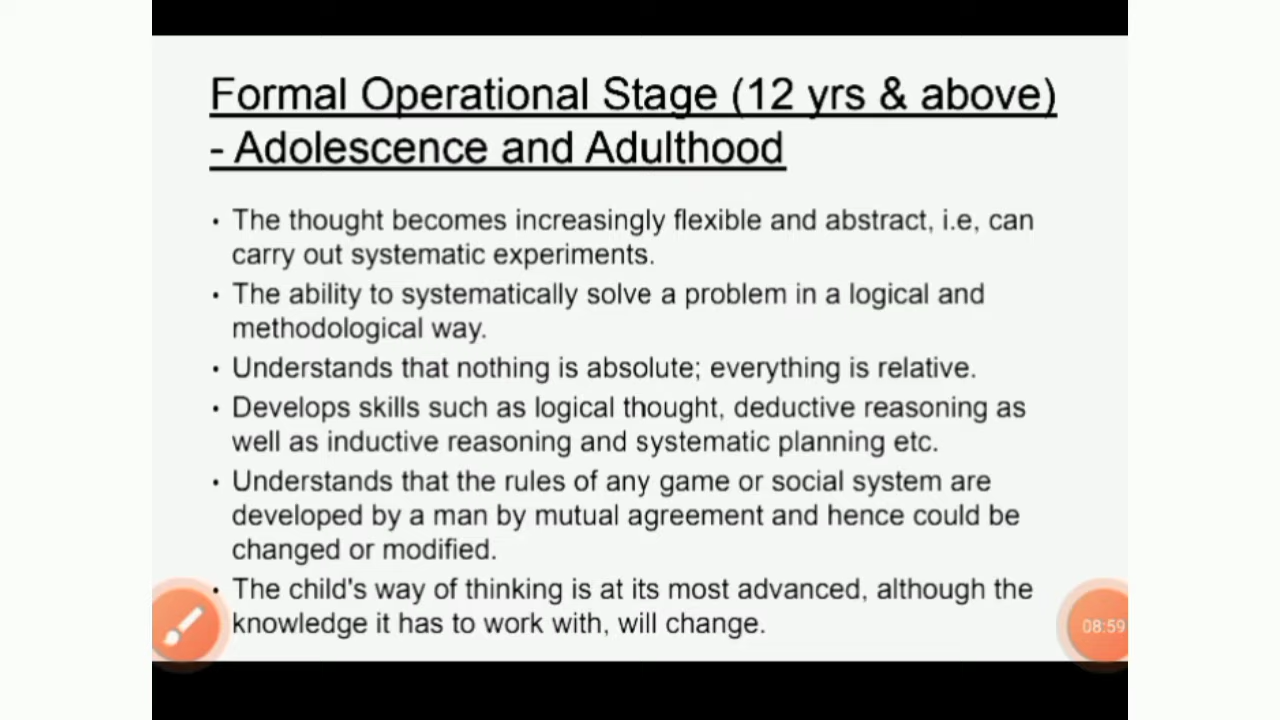 Formal Operational Stage (12 yrs & above)
- Adolescence and Adulthood
• The thought becomes increasingly flexible and abstract, i.e, can
carry out systematic experiments.
• The ability to systematically solve a problem in a logical and
methodological way.
• Understands that nothing is absolute; everything is relative.
• Develops skills such as logical thought, deductive reasoning as
well as inductive reasoning and systematic planning etc.
• Understands that the rules of any game or social system are
developed by a man by mutual agreement and hence could be
changed or modified.
• The child's way of thinking is at its most advanced, although the
knowledge it has to work with, will change.
08:59